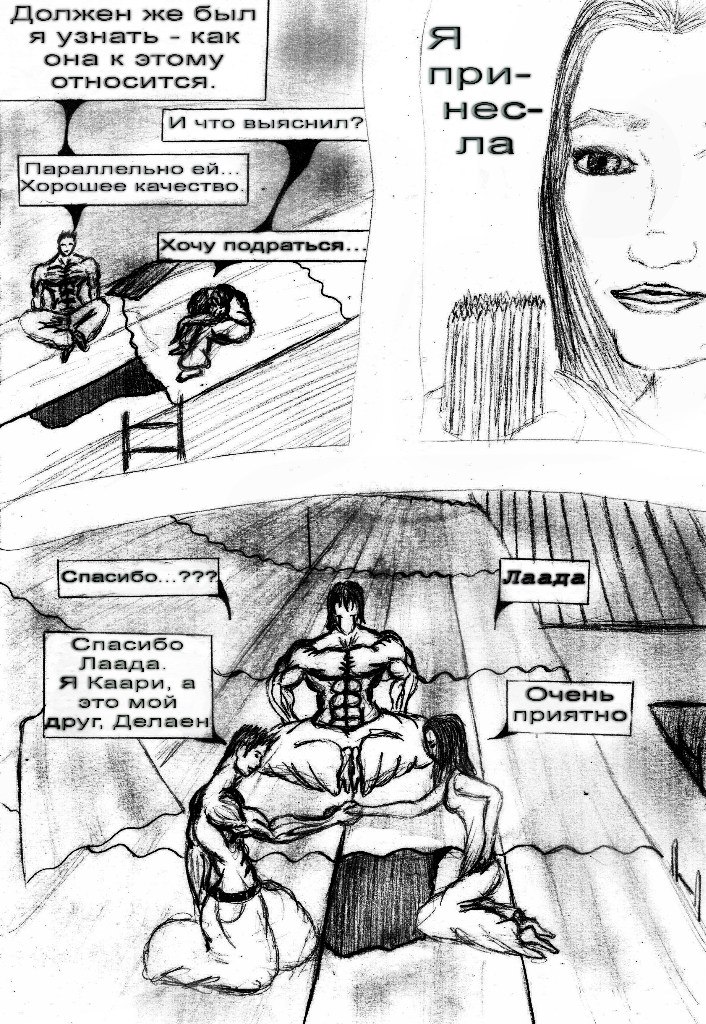 Должен же был
я узнать - как
она к этому
относится.
И что выяснил?
Параллельно ей...
Хорошее качество.
Хочу подраться...
Я
при-
нес-
ла
Спасибо...???
Лаада
Спасибо
Лаада.
Я Каари, а
это мой
друг, Делаен
Очень
приятно